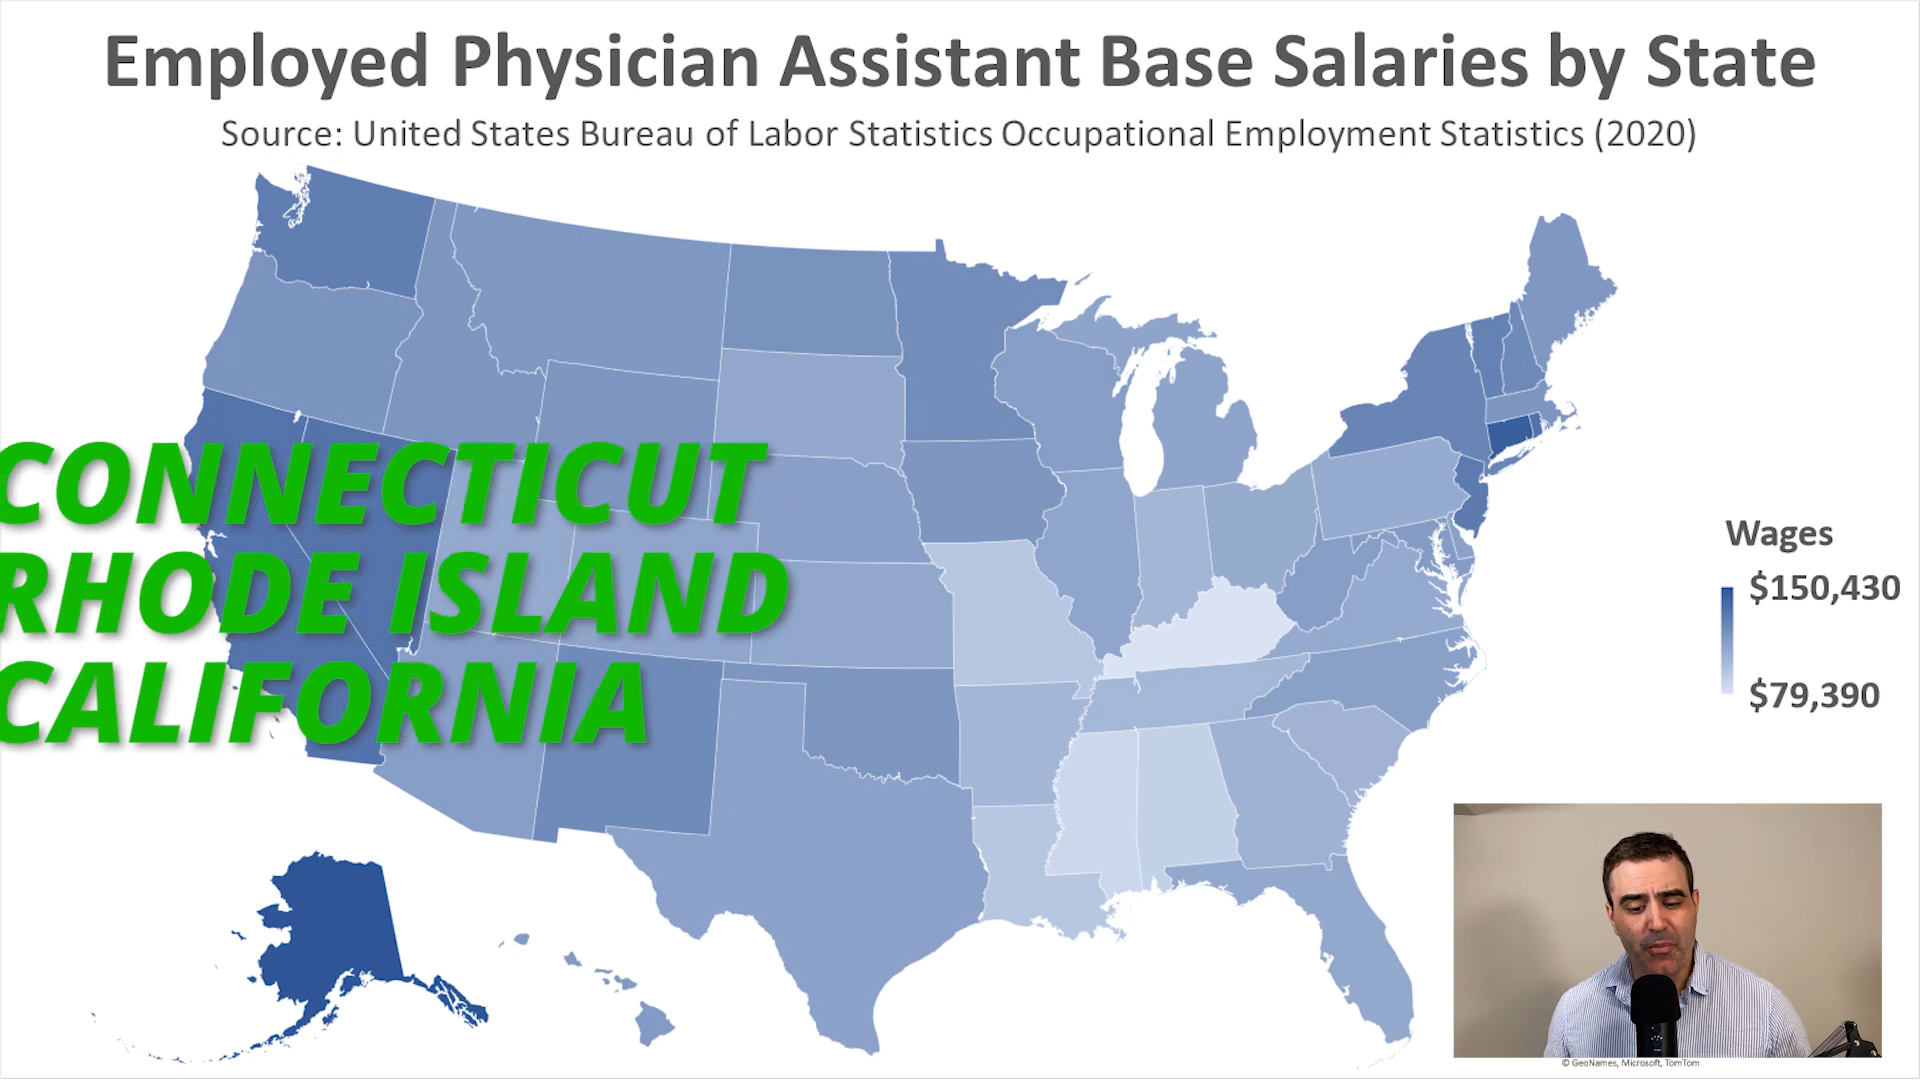 Employed Physician Assistant Base Salaries by State
Source: United States Bureau of Labor Statistics Occupational Employment Statistics (2020)
CONNECTICUT
RHODE ISLAND
CALIFORNIA
Wages
$150,430
$79,390
© GeoNames, Microsoft, TomTom